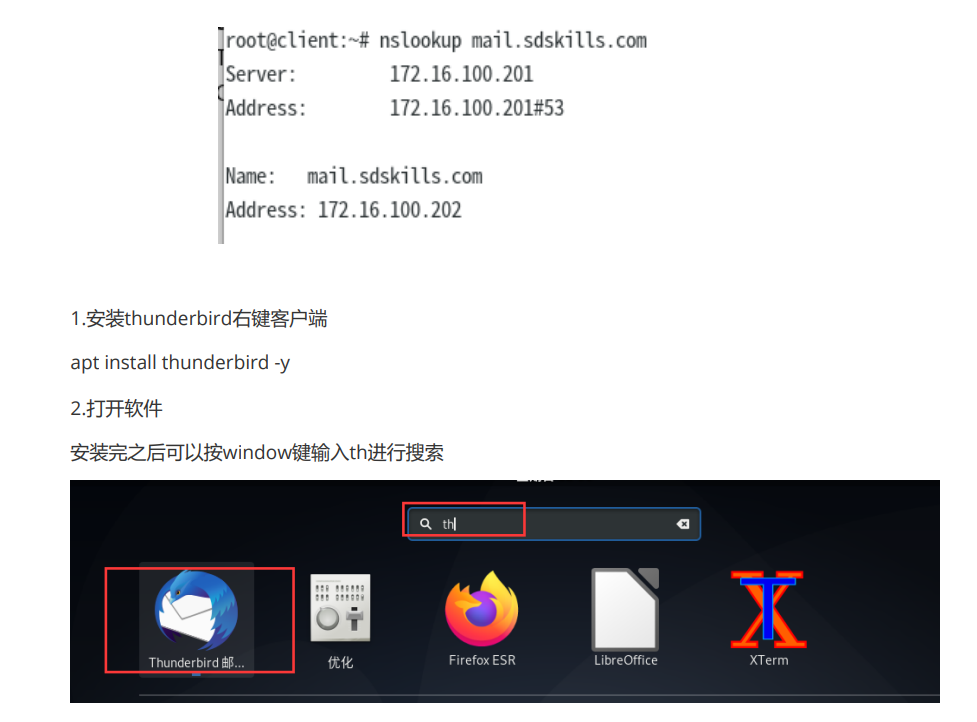 root@client:~# nslookup mail.sdskills.com
Server: 172.16.100.201
Address: 172.16.100.201#53
Name: mail.sdskills.com
Address: 172.16.100.202
1.安装thunderbird右键客户端
apt install thunderbird -y
2.打开软件
安装完之后可以按window键输入th进行搜索
th
Thunderbird 邮...
优化
Firefox ESR
LibreOffice
XTerm